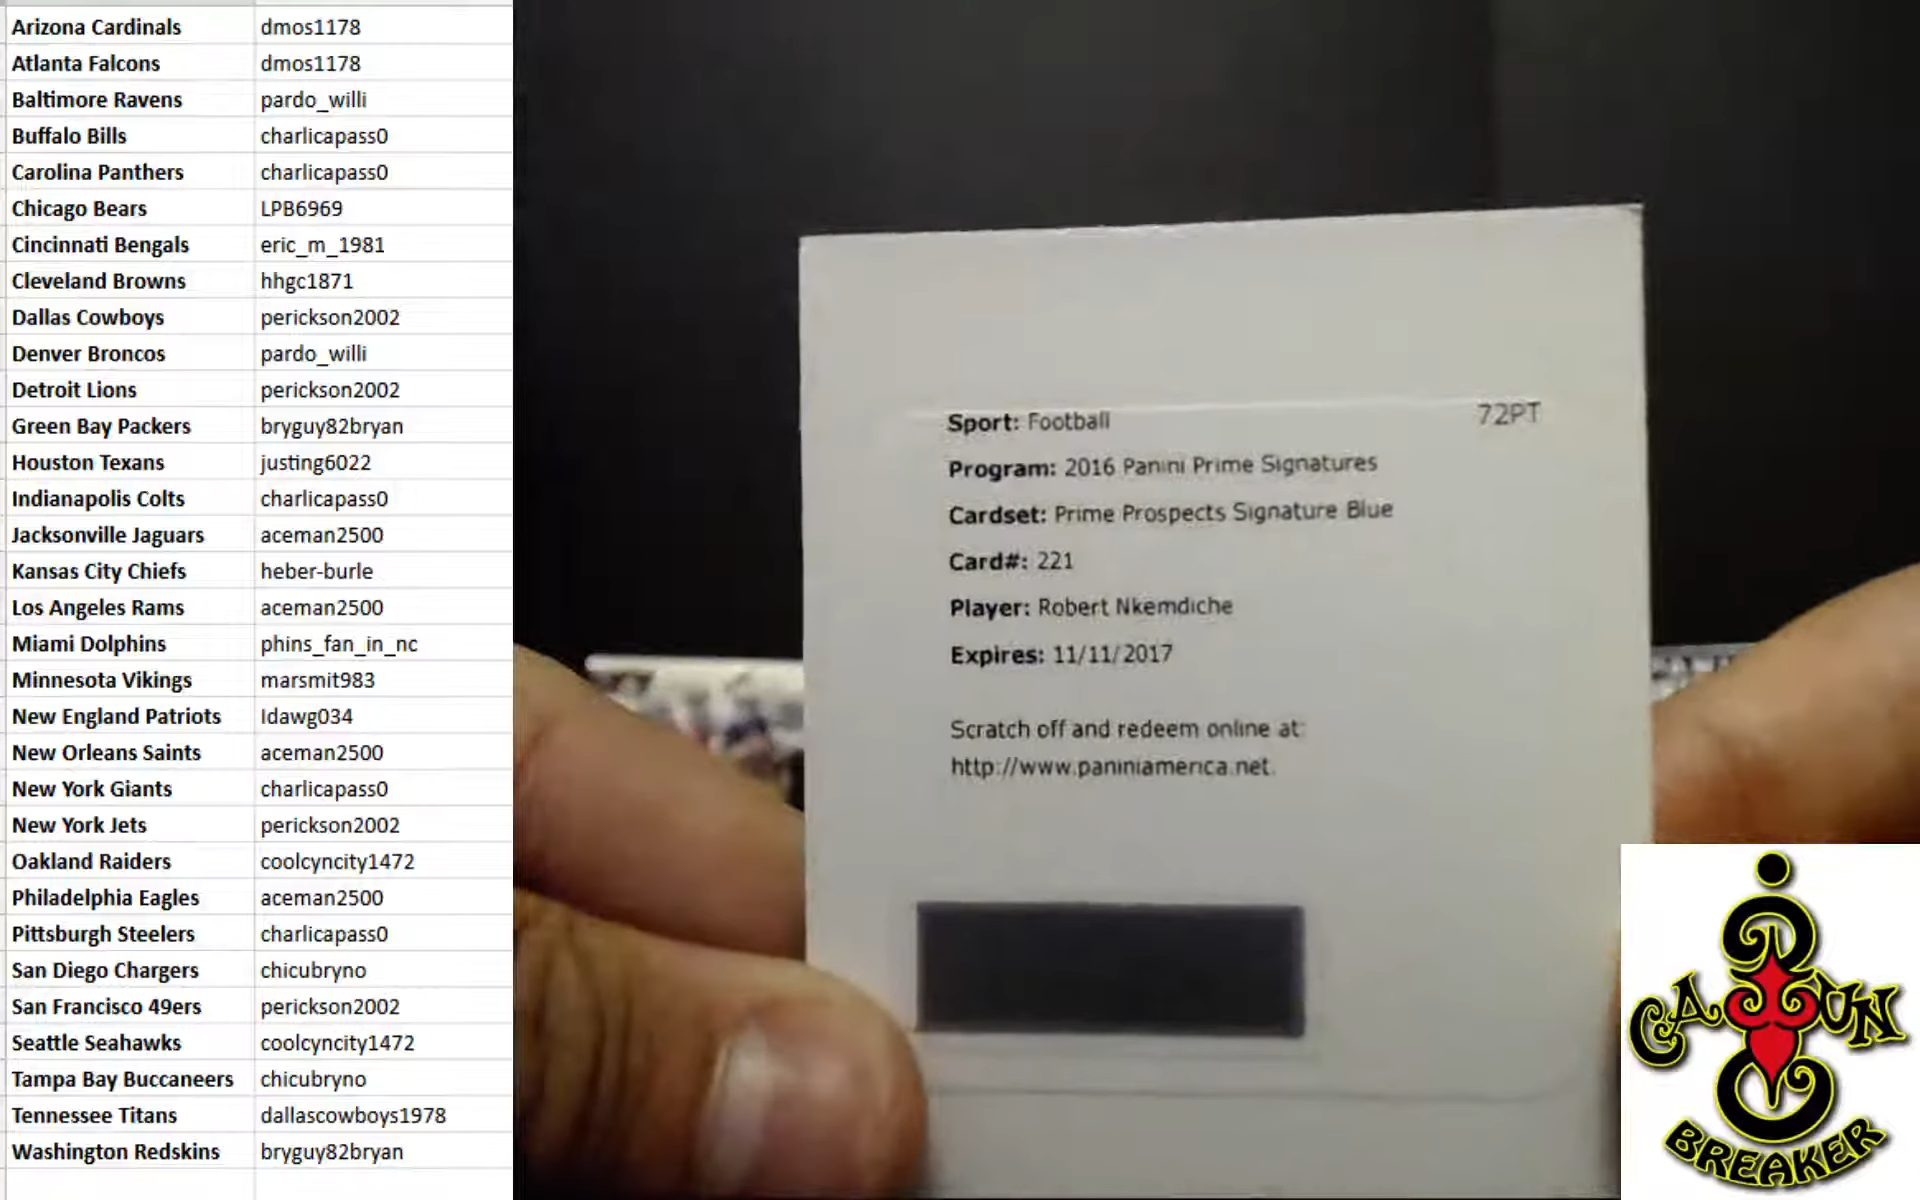 Arizona Cardinals dmos1178
Atlanta Falcons dmos1178
Baltimore Ravens pardo_willi
Buffalo Bills charlicapass0
Carolina Panthers charlicapass0
Chicago Bears LPB6969
Cincinnati Bengals eric_m_1981
Cleveland Browns hhgc1871
Dallas Cowboys perickson2002
Denver Broncos pardo_willi
Detroit Lions perickson2002
Green Bay Packers bryguy82bryan
Houston Texans justing6022
Indianapolis Colts charlicapass0
Jacksonville Jaguars aceman2500
Kansas City Chiefs heber-burle
Los Angeles Rams aceman2500
Miami Dolphins phins_fan_in_nc
Minnesota Vikings marsmit983
New England Patriots ldawg034
New Orleans Saints aceman2500
New York Giants charlicapass0
New York Jets perickson2002
Oakland Raiders coolcyncity1472
Philadelphia Eagles aceman2500
Pittsburgh Steelers charlicapass0
San Diego Chargers chicubryno
San Francisco 49ers perickson2002
Seattle Seahawks coolcyncity1472
Tampa Bay Buccaneers chicubryno
Tennessee Titans dallascowboys1978
Washington Redskins bryguy82bryan
Sport: Football 72PT
Program: 2016 Panini Prime Signatures
Cardset: Prime Prospects Signature Blue
Card#: 221
Player: Robert Nkemdiche
Expires: 11/11/2017
Scratch off and redeem online at:
http://www.paniniamerica.net.
CAJUN
BREAKER